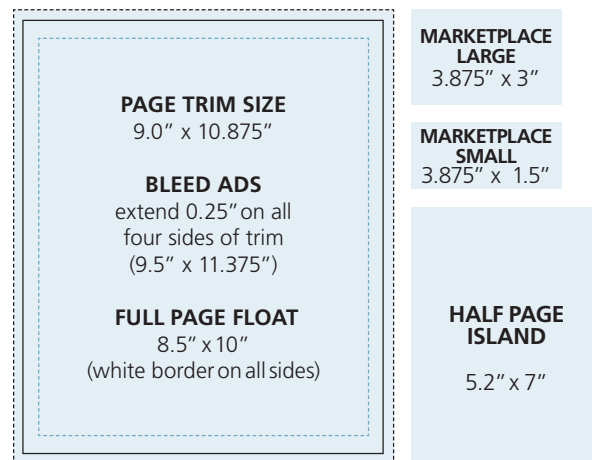 PAGE TRIM SIZE
9.0” x 10.875”
BLEED ADS
extend 0.25” on all
four sides of trim
(9.5” x 11.375”)
FULL PAGE FLOAT
8.5” x 10”
(white border on all sides)
MARKETPLACE
LARGE
3.875” x 3”
MARKETPLACE
SMALL
3.875” x 1.5”
HALF PAGE
ISLAND
5.2” x 7”